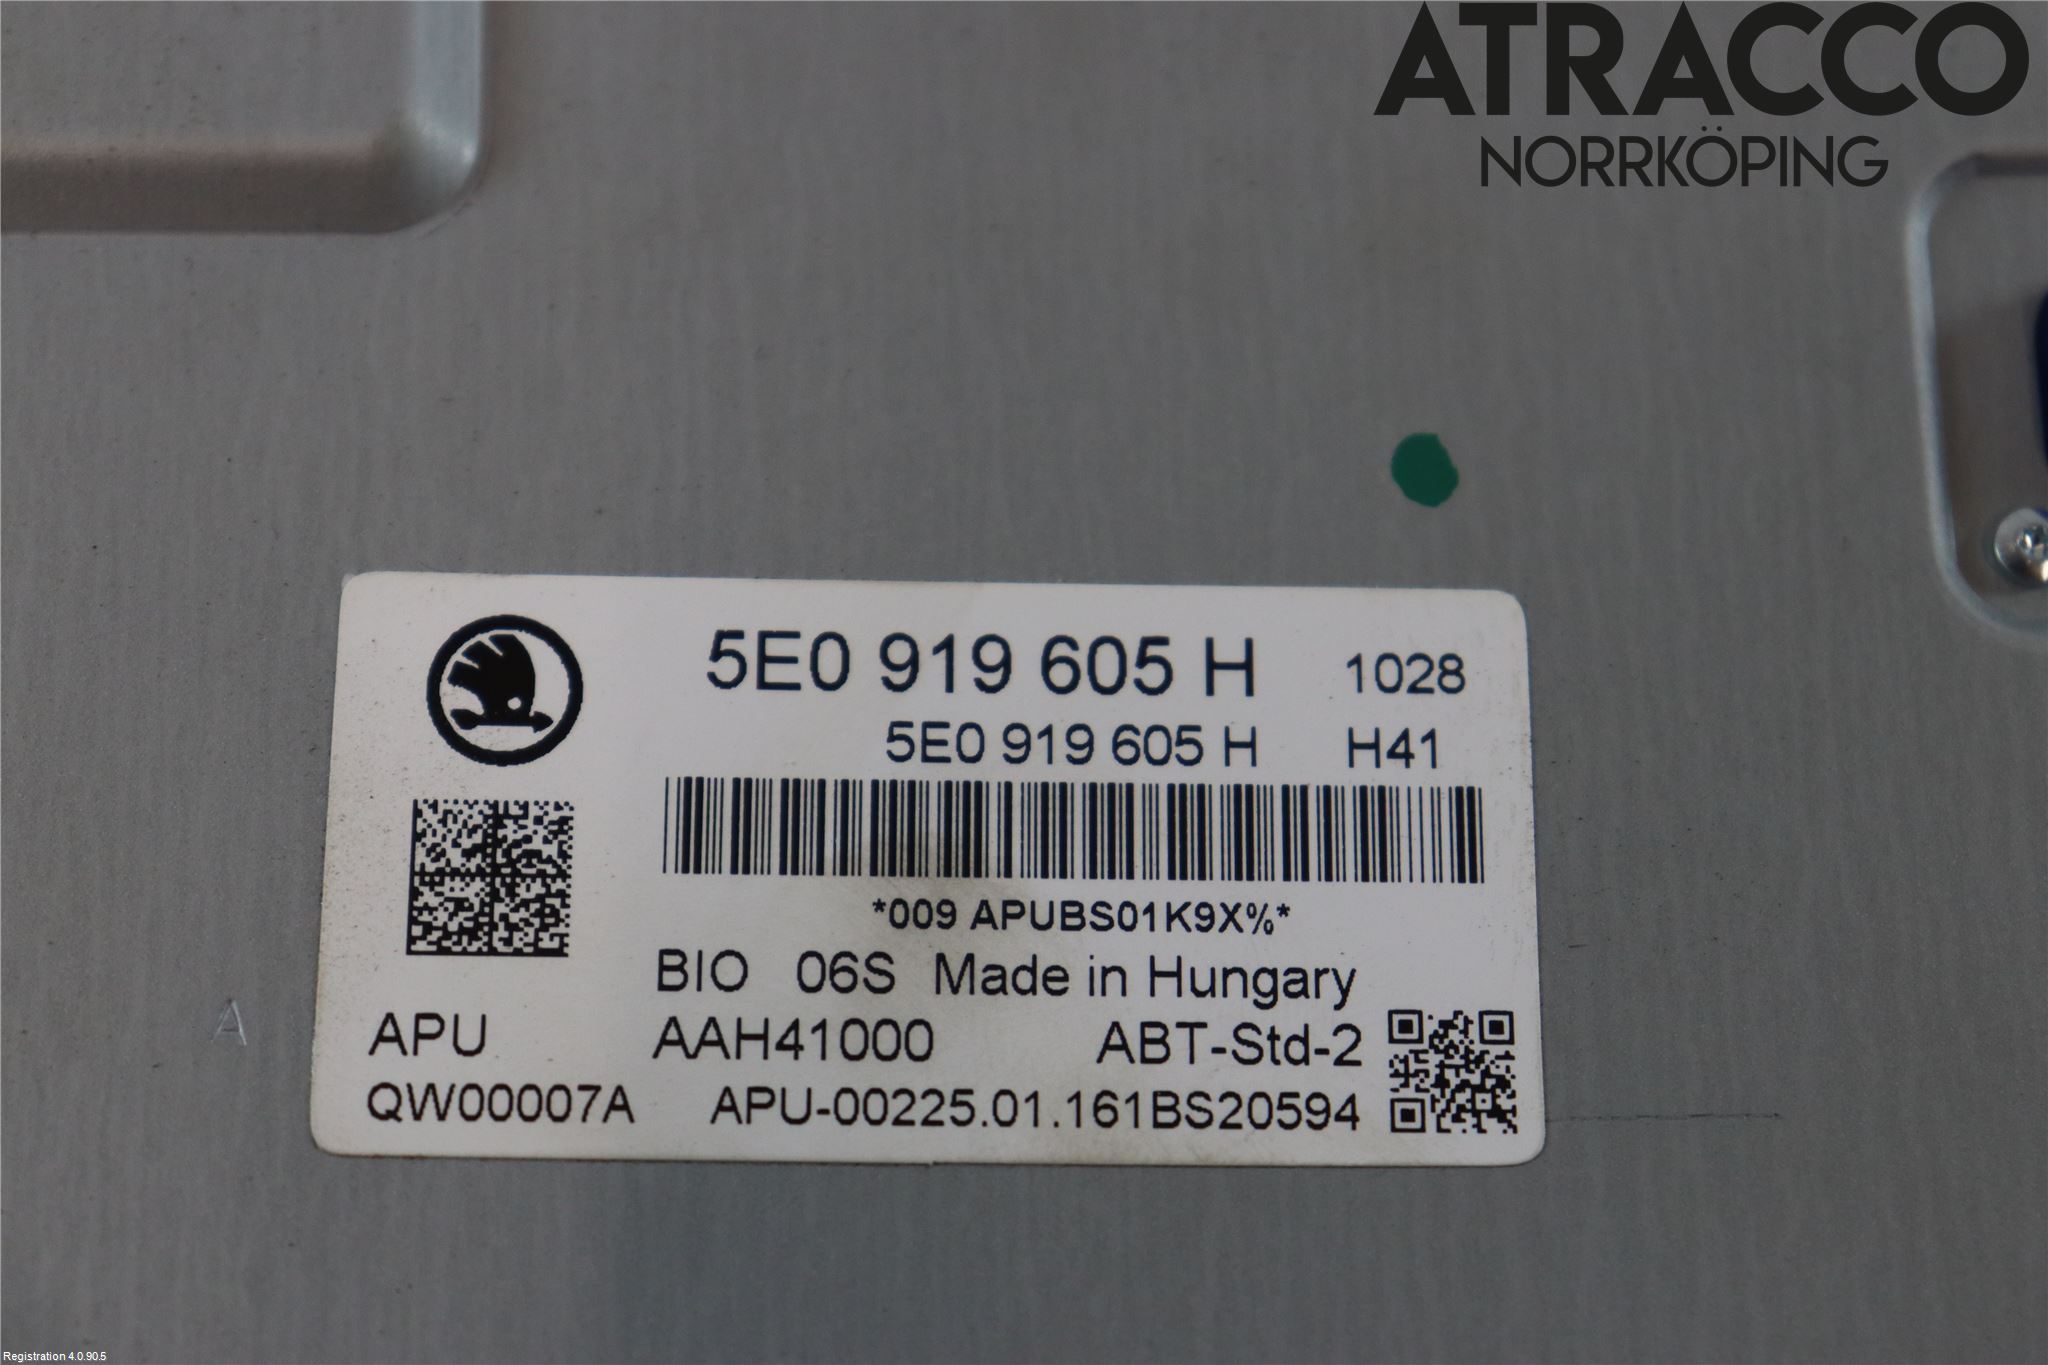 ATRACCO
NORRKÖPING
5E0 919 605 H 1028
5E0 919 605 H H41
*009 APUBS01K9X%*
BIO 06S Made in Hungary
A
APU AAH41000 ABT-Std-2
QW00007A APU-00225.01.161BS20594
Registration 4.0.90.5